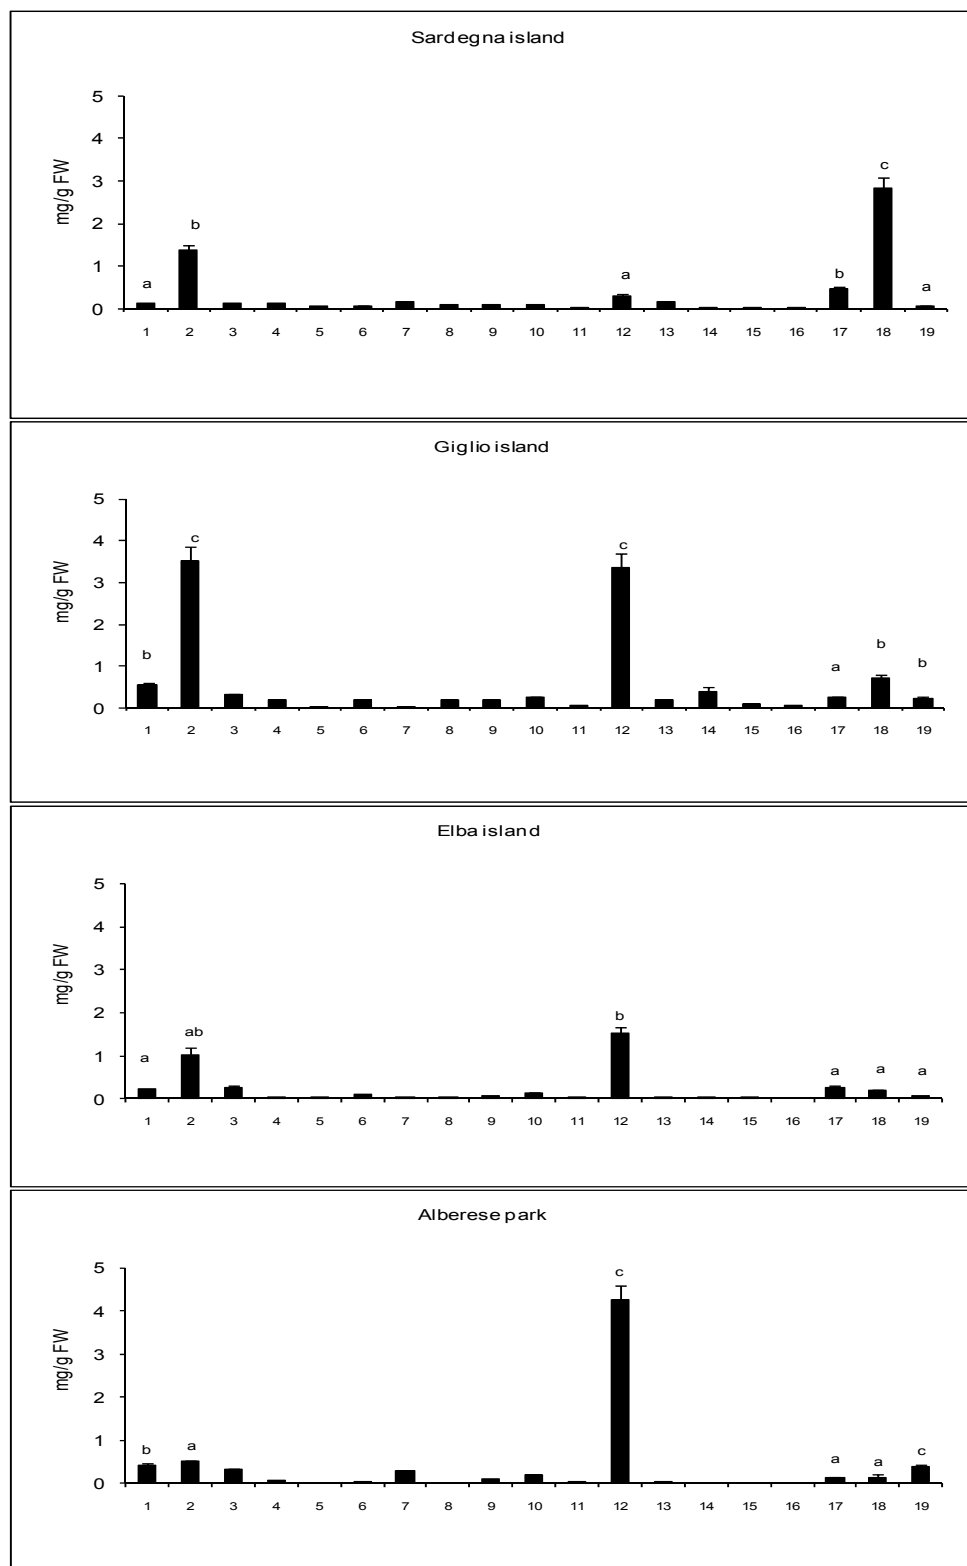 Sardegna island
5
4
c
3
mg/g FW
2
b
1
a
a
b
a
0
1 2 3 4 5 6 7 8 9 10 11 12 13 14 15 16 17 18 19
Giglio island
5
c
c
4
mg/g FW
3
2
b
a
b
b
1
0
1 2 3 4 5 6 7 8 9 10 11 12 13 14 15 16 17 18 19
Elba island
5
4
mg/g FW
3
2
a
ab
b
a
a
a
1
0
1 2 3 4 5 6 7 8 9 10 11 12 13 14 15 16 17 18 19
Alberese park
5
c
4
mg/g FW
3
2
1
b
a
a
a
c
0
1 2 3 4 5 6 7 8 9 10 11 12 13 14 15 16 17 18 19